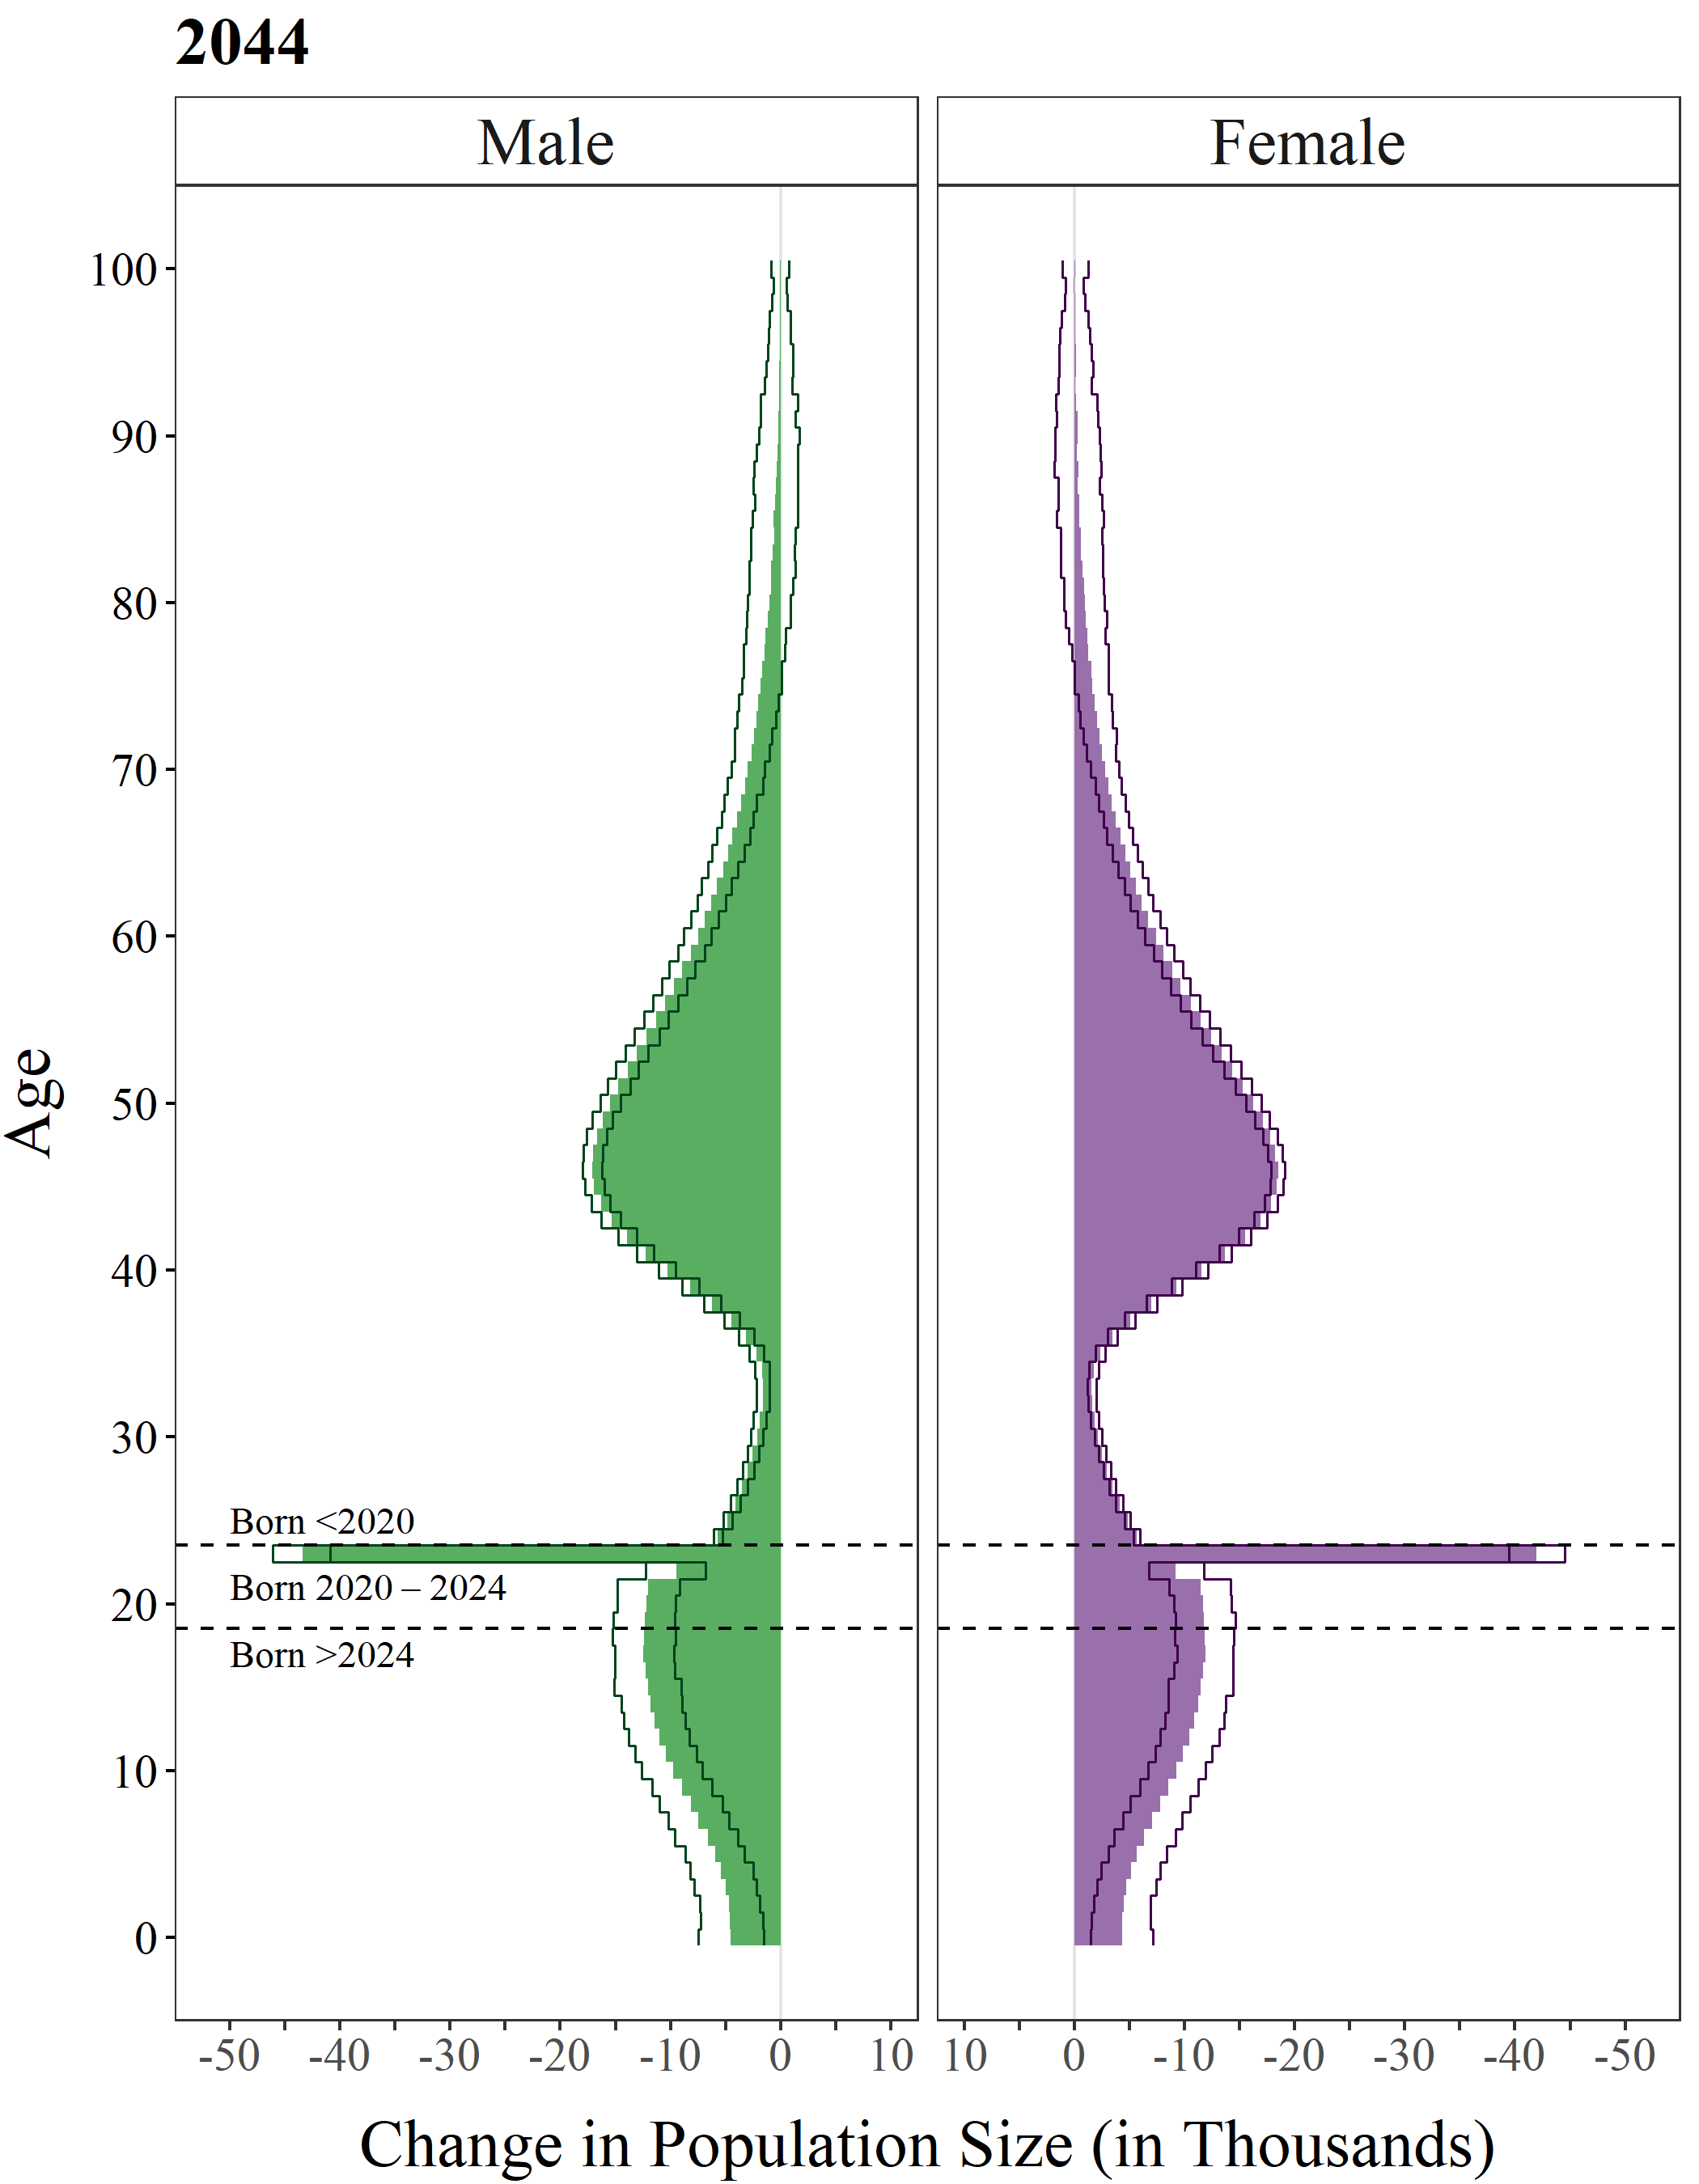 2044
Male
Female
100
90
80
70
60
50
40
30
20
10
0
Age
Born <2020
Born 2020 – 2024
Born >2024
-50 -40 -30 -20 -10 0 10
10 0 -10 -20 -30 -40 -50
Change in Population Size (in Thousands)